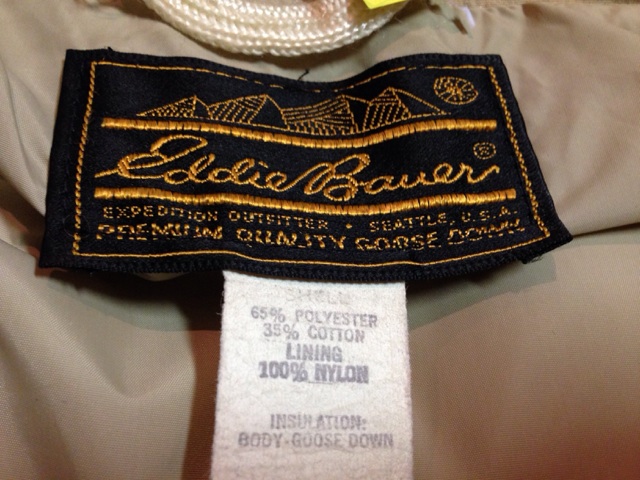 Eddie Bauer ®
EXPEDITION OUTFITTER • SEATTLE, U.S.A.
PREMIUM QUALITY GOOSE DOWN
SHELL
65% POLYESTER
35% COTTON
LINING
100% NYLON
INSULATION:
BODY-GOOSE DOWN